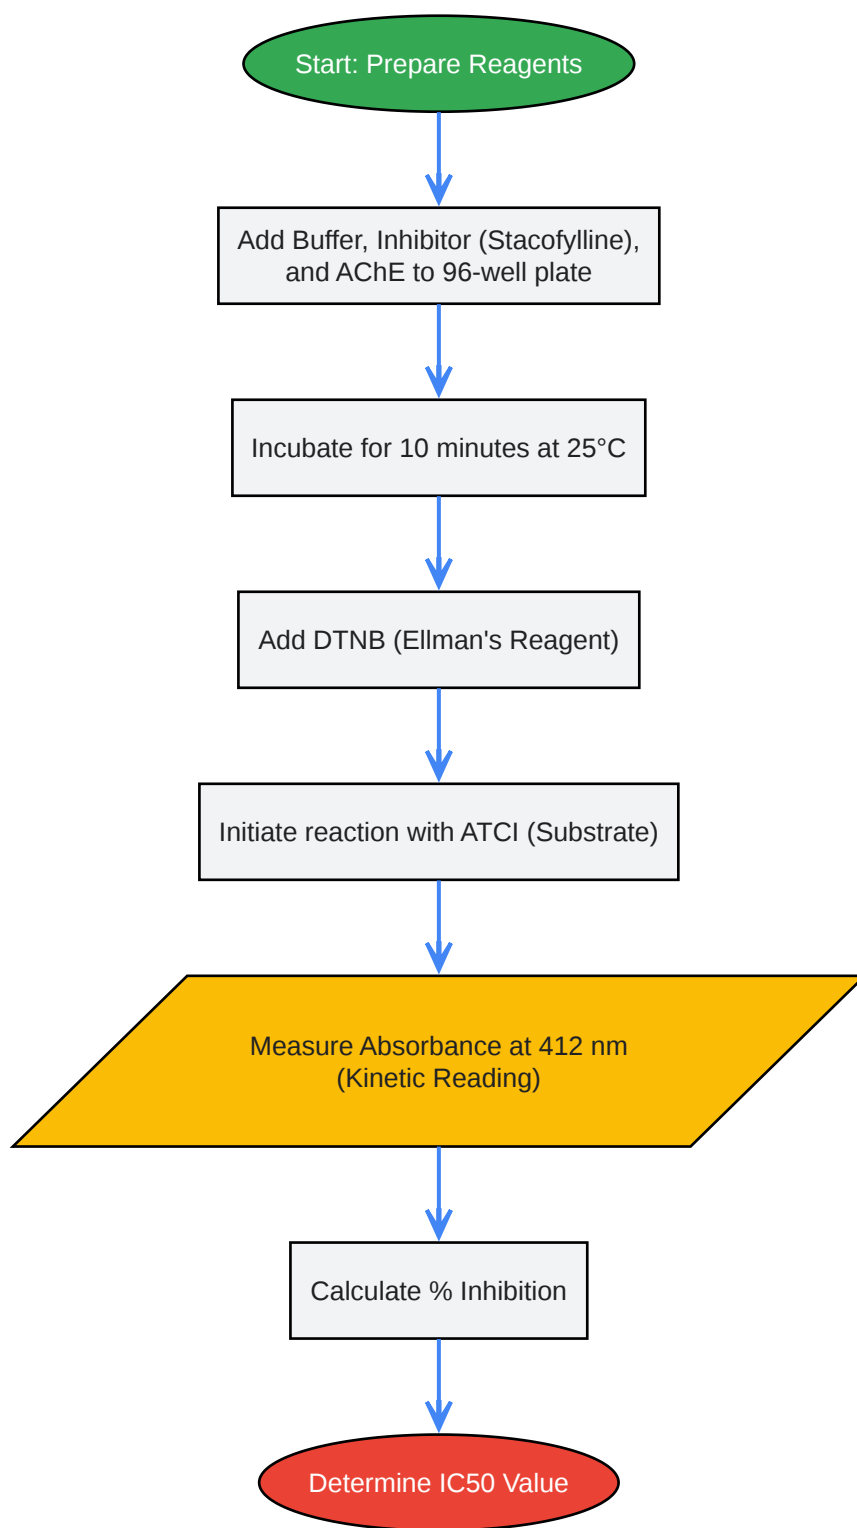 Start: Prepare Reagents
Add Buffer, Inhibitor (Stacofylline),
and AChE to 96-well plate
Incubate for 10 minutes at 25°C
Add DTNB (Ellman's Reagent)
Initiate reaction with ATCI (Substrate)
Measure Absorbance at 412 nm
(Kinetic Reading)
Calculate % Inhibition
Determine IC50 Value